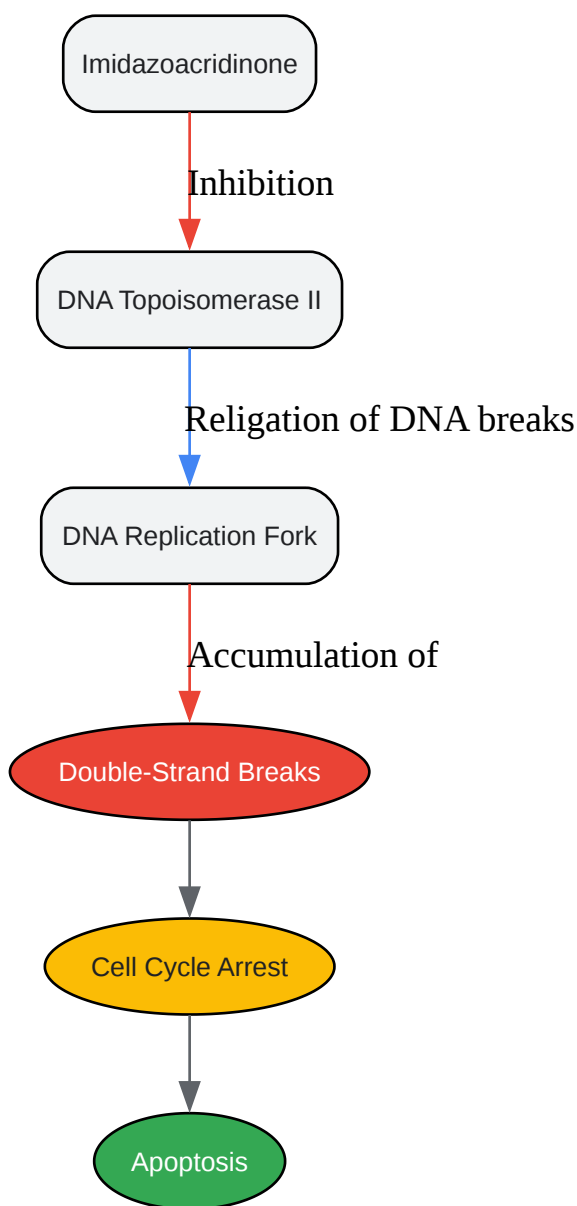 Imidazoacridinone
Inhibition
DNA Topoisomerase II
Religation of DNA breaks
DNA Replication Fork
Accumulation of
Double-Strand Breaks
Cell Cycle Arrest
Apoptosis